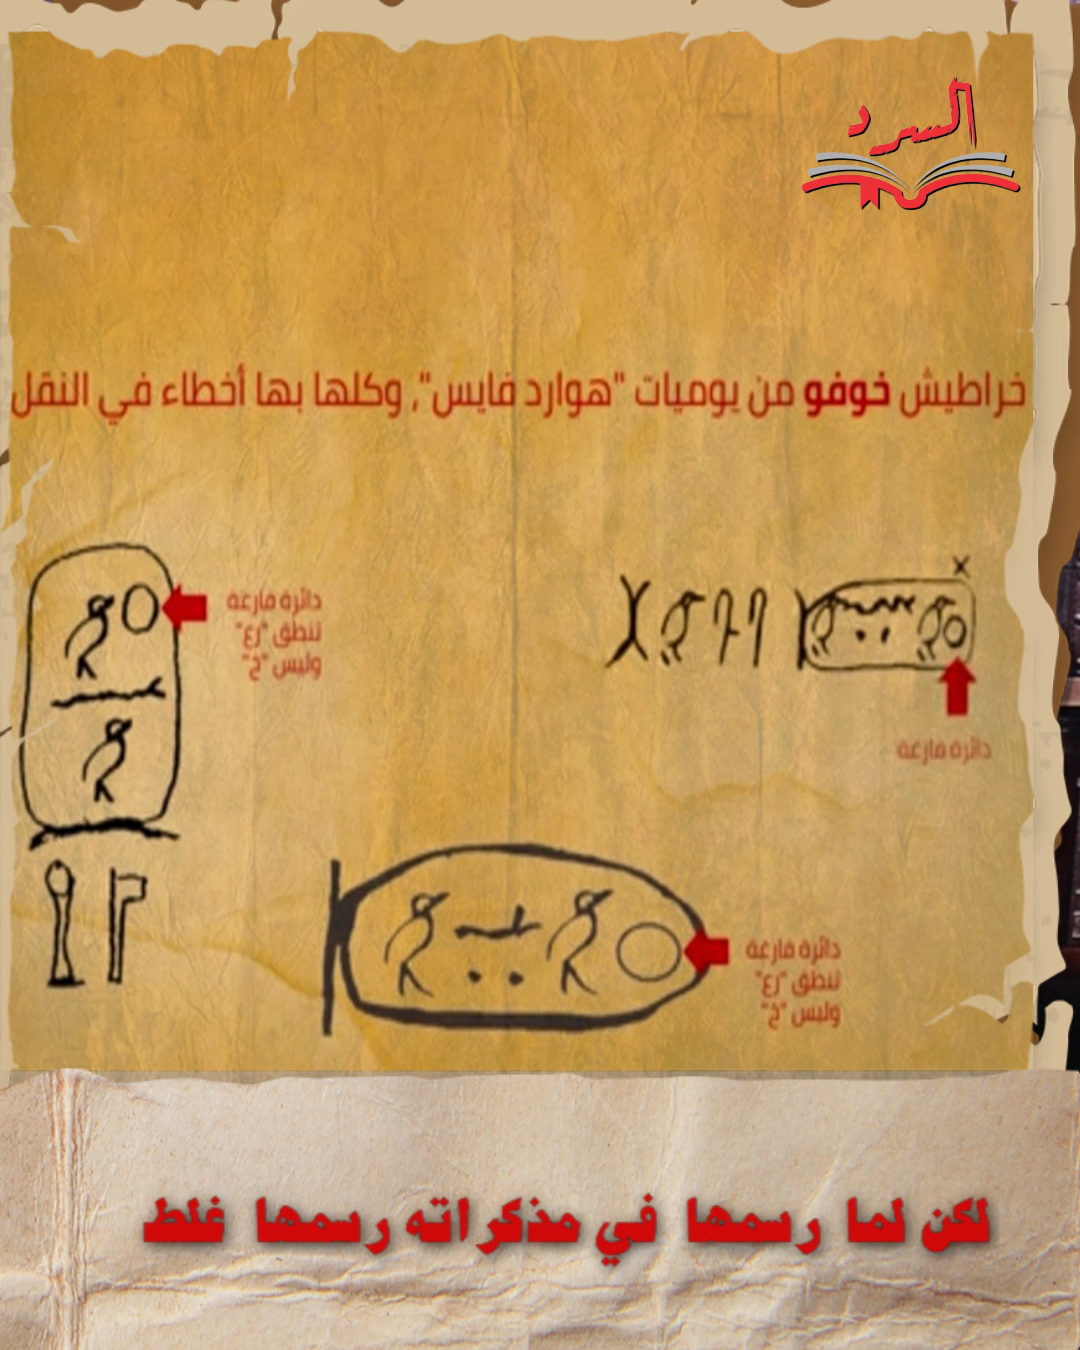 السرد
خراطيش خوفو من يوميات "هوارد فايس"، وكلها بها أخطاء في النقل
دائرة فارغة
تنطق "رع"
وليس "خ"
X
دائرة فارغة
دائرة فارغة
تنطق "رع"
وليس "خ"
لكن لما رسمها في مذكراته رسمها غلط